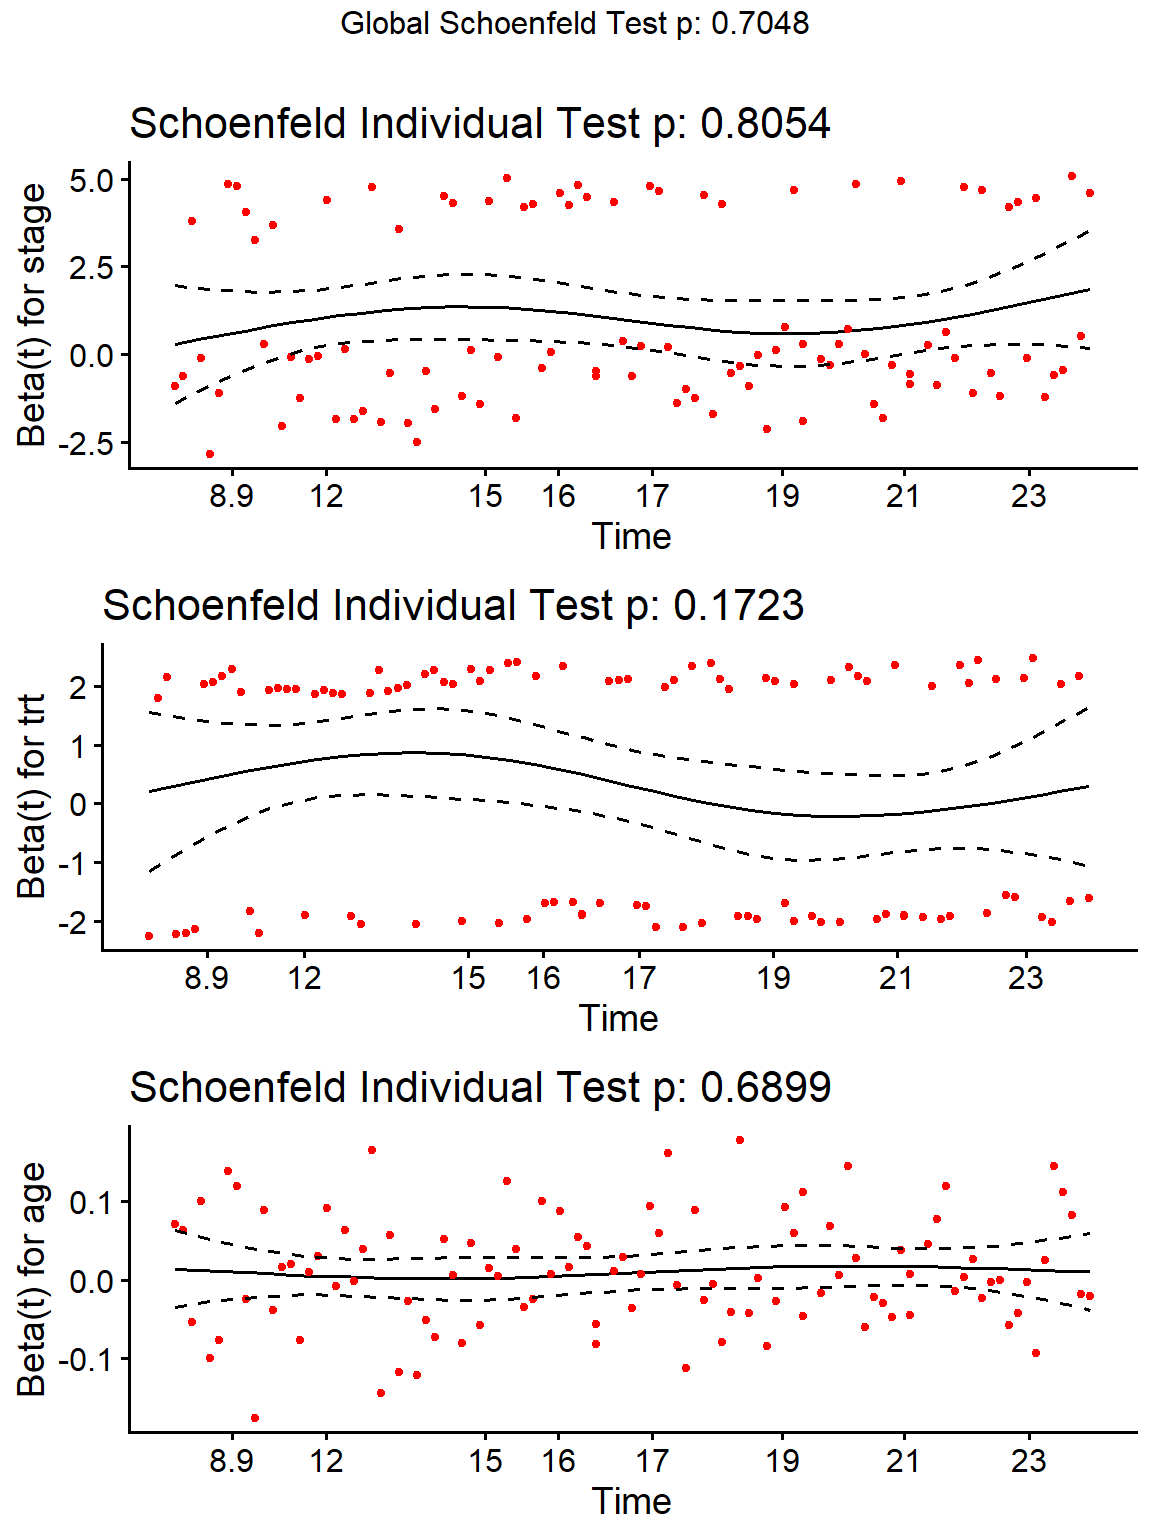 Global Schoenfeld Test p: 0.7048
Schoenfeld Individual Test p: 0.8054
Beta(t) for stage
5.0
2.5
0.0
-2.5
8.9 12 15 16 17 19 21 23
Time
Schoenfeld Individual Test p: 0.1723
Beta(t) for trt
2
1
0
-1
-2
8.9 12 15 16 17 19 21 23
Time
Schoenfeld Individual Test p: 0.6899
Beta(t) for age
0.1
0.0
-0.1
8.9 12 15 16 17 19 21 23
Time